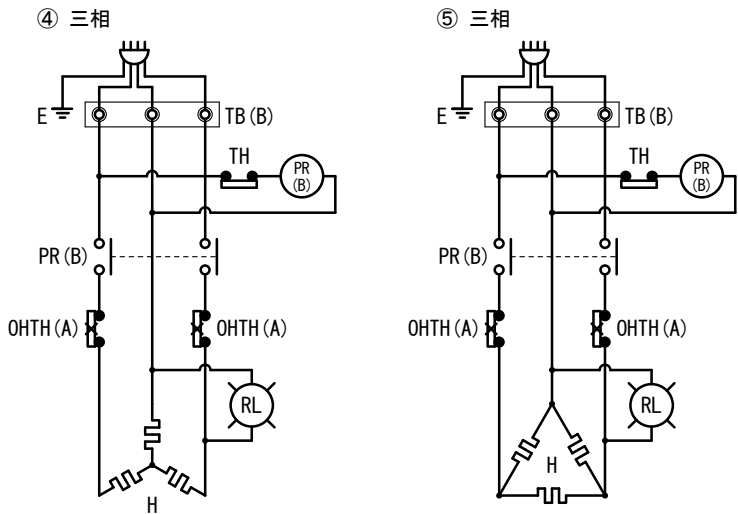 ④ 三相
E
TB(B)
TH
PR
(B)
PR(B)
OHTH(A)
OHTH(A)
RL
H
⑤ 三相
E
TB(B)
TH
PR
(B)
PR(B)
OHTH(A)
OHTH(A)
RL
H